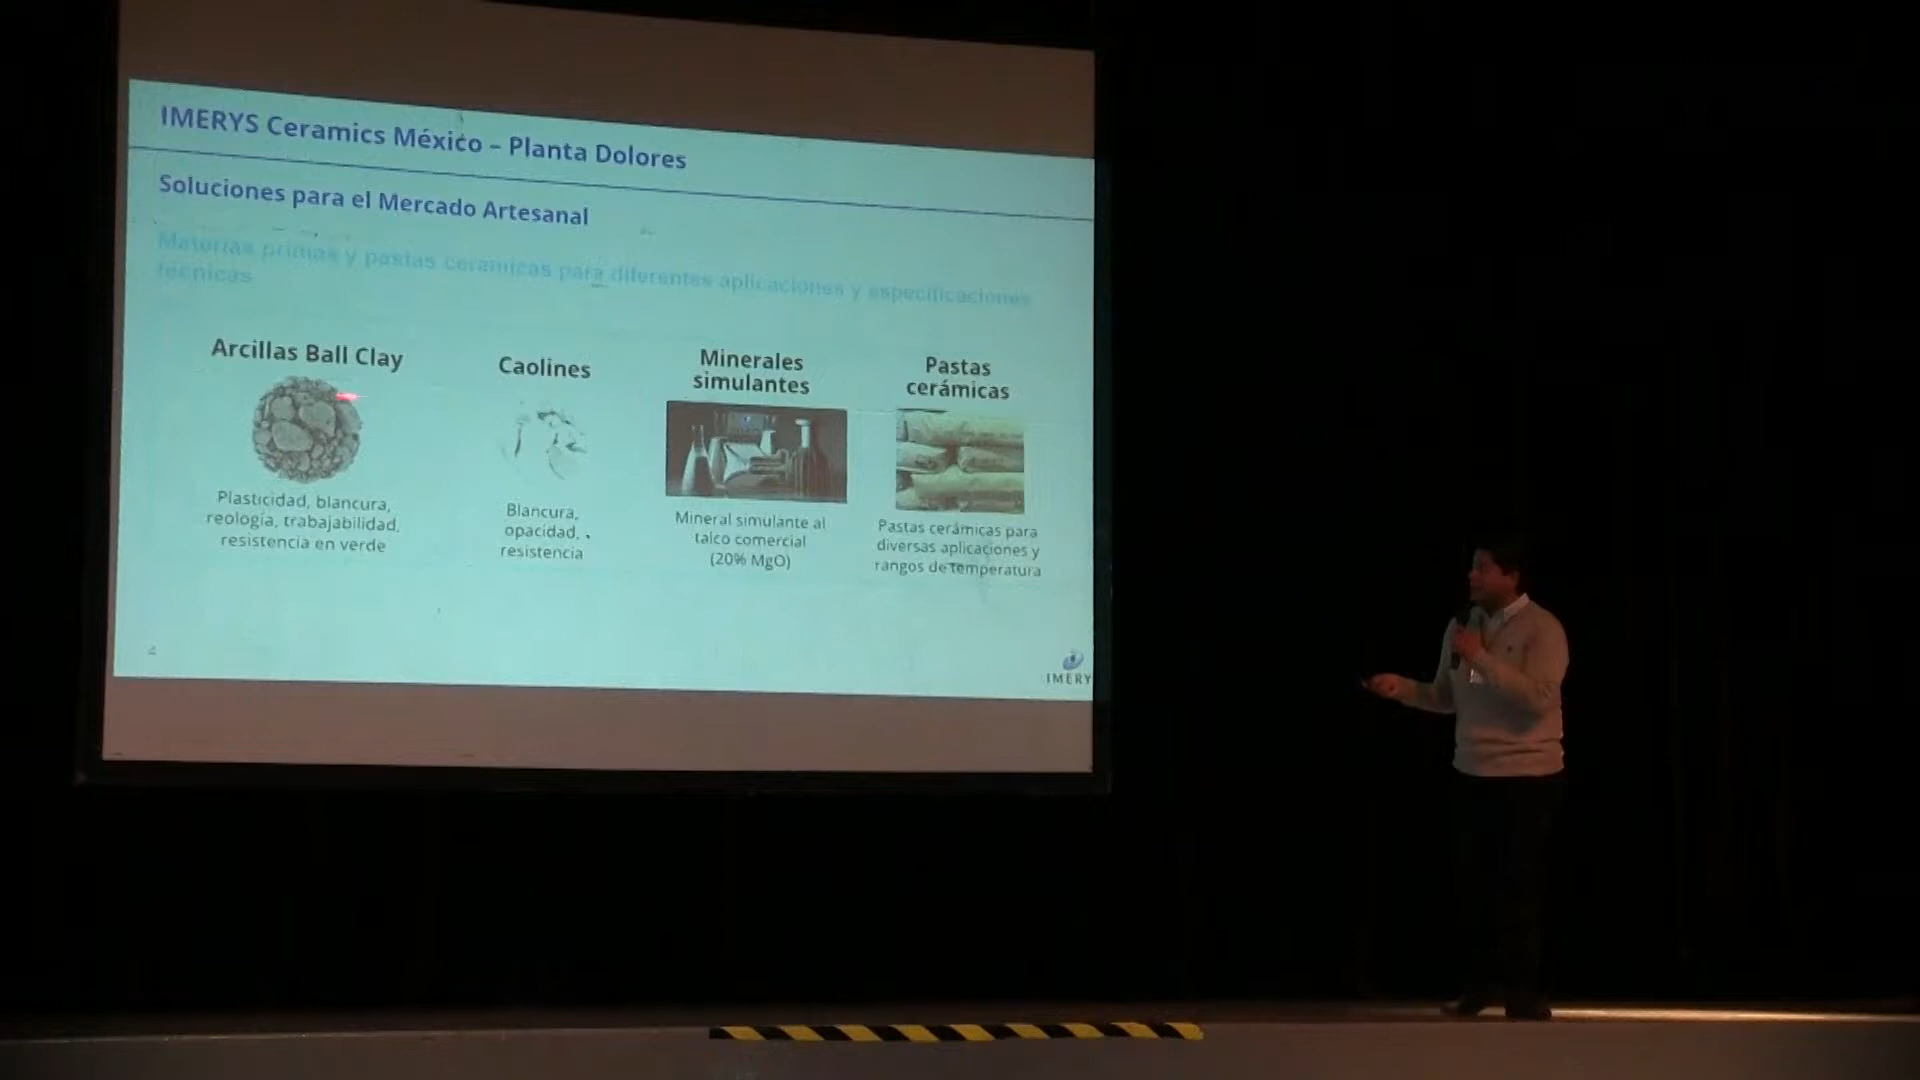 IMERYS Ceramics México – Planta Dolores
Soluciones para el Mercado Artesanal
Materias primas y pastas cerámicas para diferentes aplicaciones y especificaciones
técnicas
Arcillas Ball Clay
Plasticidad, blancura,
reología, trabajabilidad,
resistencia en verde
Caolines
Blancura,
opacidad,
resistencia
Minerales
simulantes
Mineral simulante al
talco comercial
(20% MgO)
Pastas
cerámicas
Pastas cerámicas para
diversas aplicaciones y
rangos de temperatura
4
IMERY